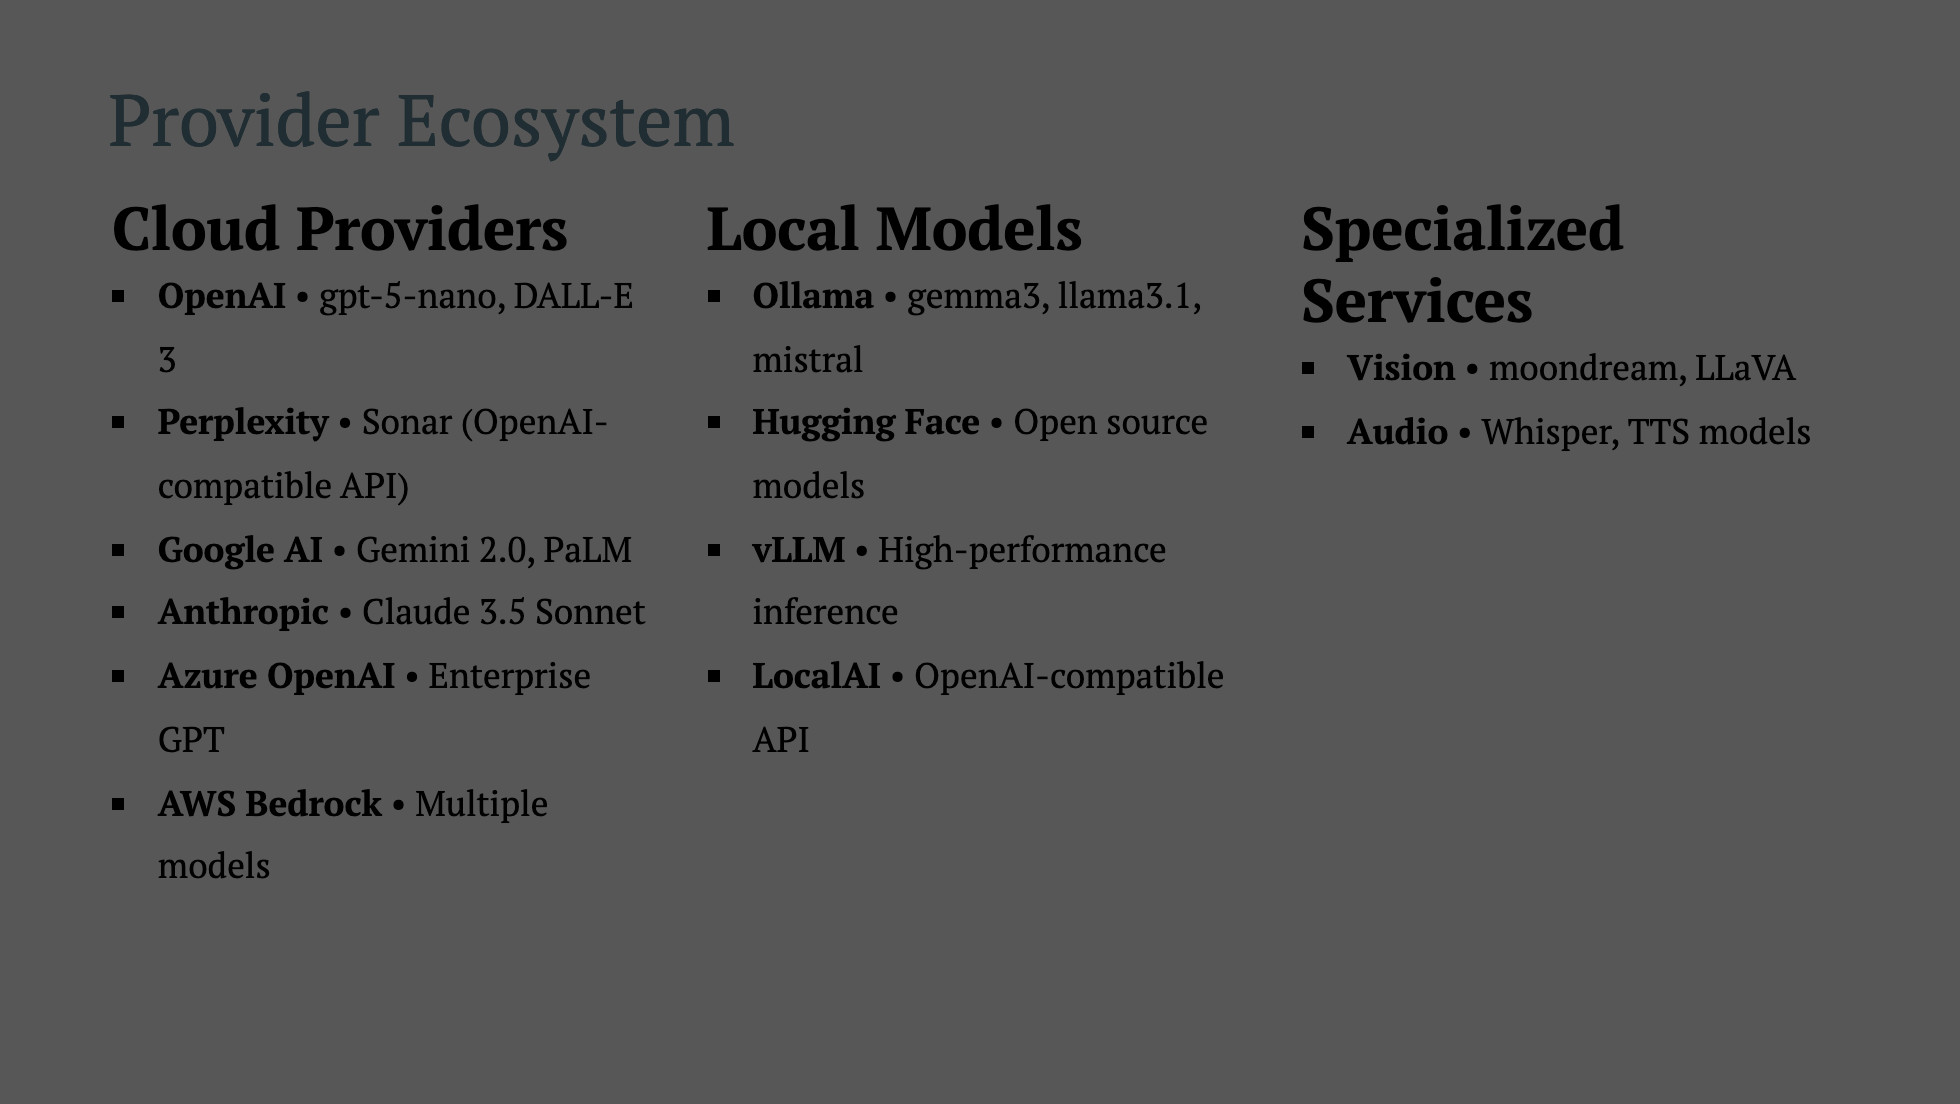 Provider Ecosystem
Cloud Providers
▪ OpenAI • gpt-5-nano, DALL-E
3
▪ Perplexity • Sonar (OpenAI-
compatible API)
▪ Google AI • Gemini 2.0, PaLM
▪ Anthropic • Claude 3.5 Sonnet
▪ Azure OpenAI • Enterprise
GPT
▪ AWS Bedrock • Multiple
models
Local Models
▪ Ollama • gemma3, llama3.1,
mistral
▪ Hugging Face • Open source
models
▪ vLLM • High-performance
inference
▪ LocalAI • OpenAI-compatible
API
Specialized
Services
▪ Vision • moondream, LLaVA
▪ Audio • Whisper, TTS models